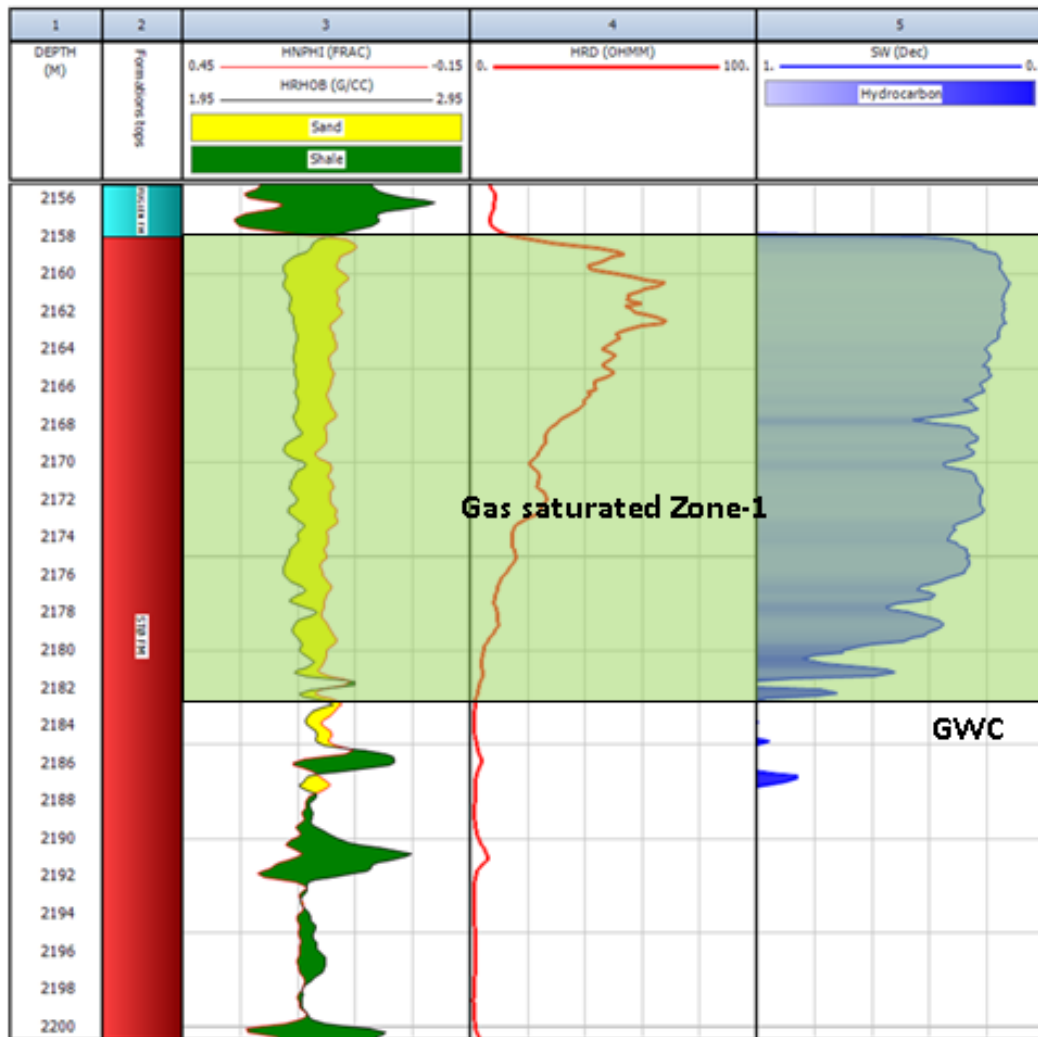 1 2 3 4 5
DEPTH
(M)
Formations tops
HNPHI (FRAC)
0.45 -0.15
HRHOB (G/CC)
1.95 2.95
Sand
Shale
HRD (OHMM)
0. 100.
SW (Dec)
1. 0.
Hydrocarbon
2156
2158
2160
2162
2164
2166
2168
2170
2172
2174
2176
2178
2180
2182
2184
2186
2188
2190
2192
2194
2196
2198
2200
STØ FM
Gas saturated Zone-1
GWC